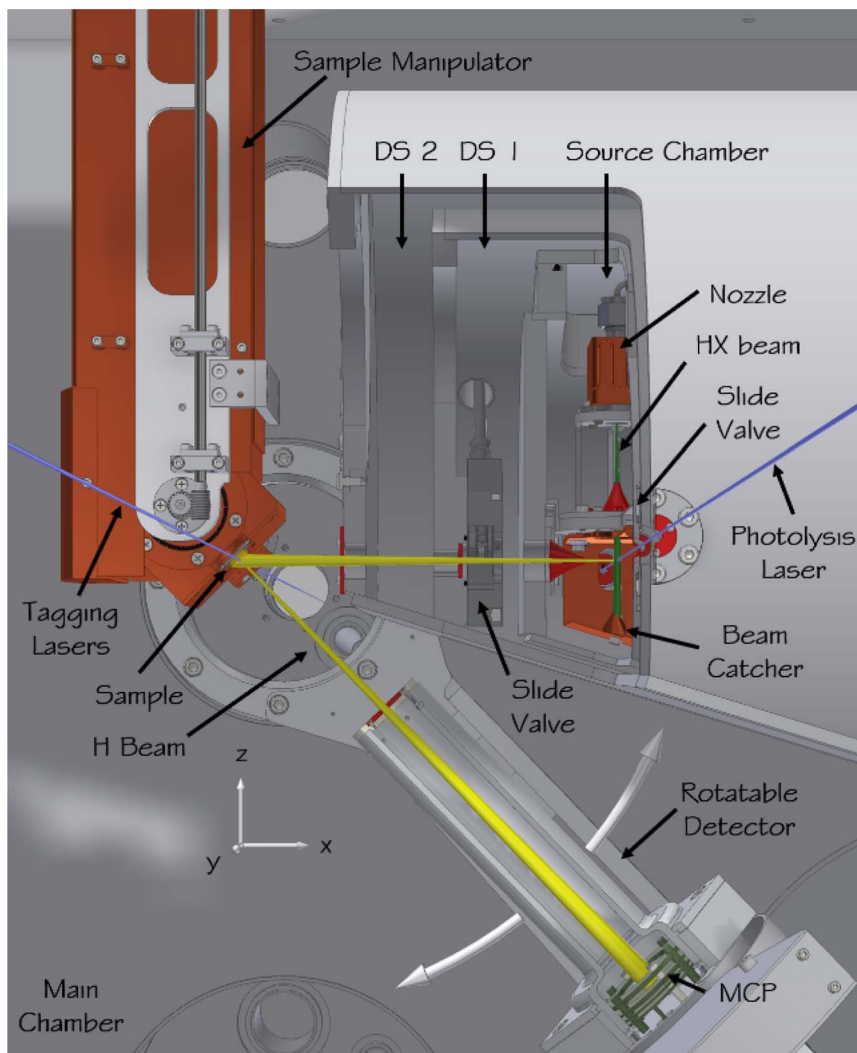 Sample Manipulator
DS 2 DS 1 Source Chamber
Nozzle
HX beam
Slide
Valve
Photolysis
Laser
Tagging
Lasers
Beam
Catcher
Sample
Slide
Valve
H Beam
z
x
y
Rotatable
Detector
Main
Chamber
MCP